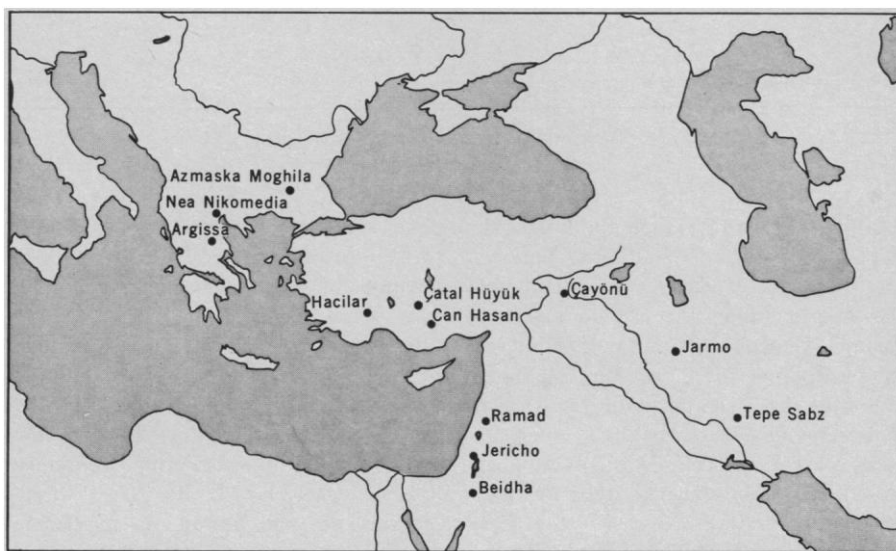 Azmaska Moghila
Nea Nikomedia
Argissa
Hacilar
Çatal Hüyük
Can Hasan
Çayönü
Jarmo
Tepe Sabz
Ramad
Jericho
Beidha